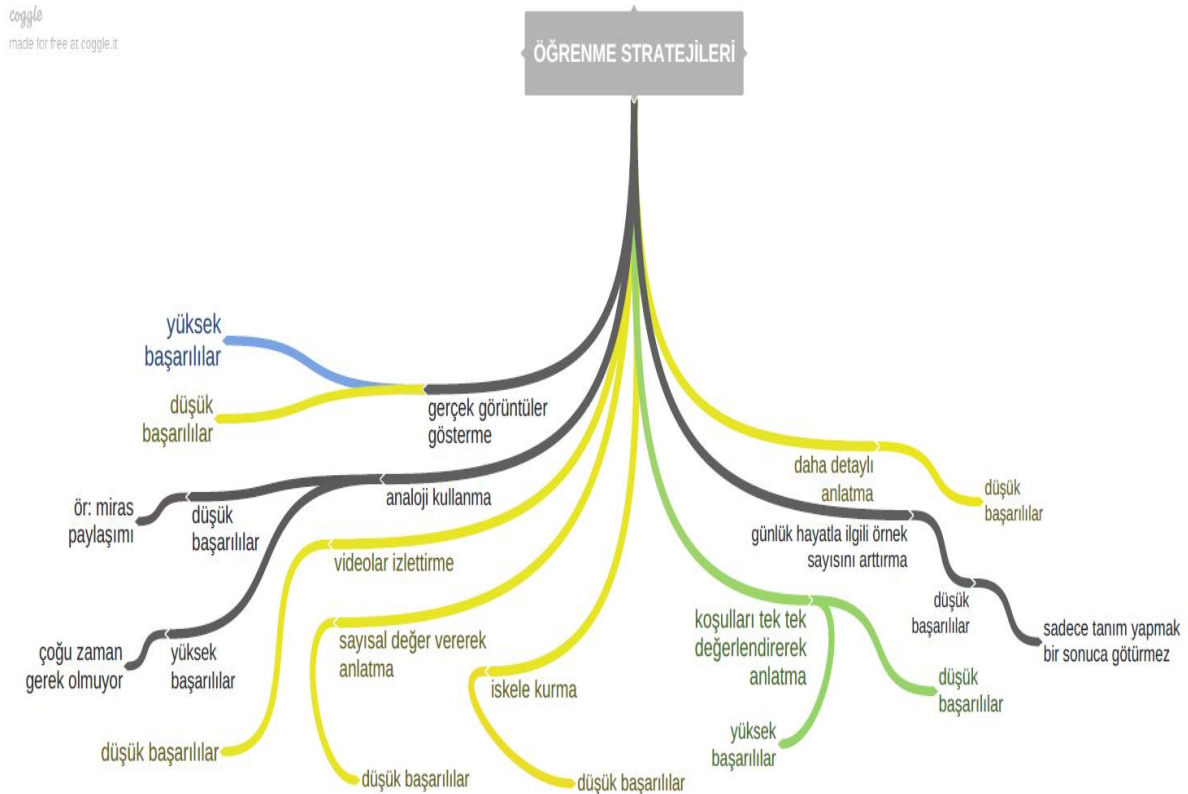 coggle
made for free at coggle.it
ÖĞRENME STRATEJİLERİ
yüksek
başarılılar
düşük
başarılılar
gerçek görüntüler
gösterme
analoji kullanma
düşük
başarılılar
ör: miras
paylaşımı
yüksek
başarılılar
çoğu zaman
gerek olmuyor
videolar izlettirme
düşük başarılılar
sayısal değer vererek
anlatma
düşük başarılılar
iskele kurma
düşük başarılılar
daha detaylı
anlatma
düşük
başarılılar
günlük hayatla ilgili örnek
sayısını arttırma
düşük
başarılılar
sadece tanım yapmak
bir sonuca götürmez
koşulları tek tek
değerlendirerek
anlatma
düşük
başarılılar
yüksek
başarılılar